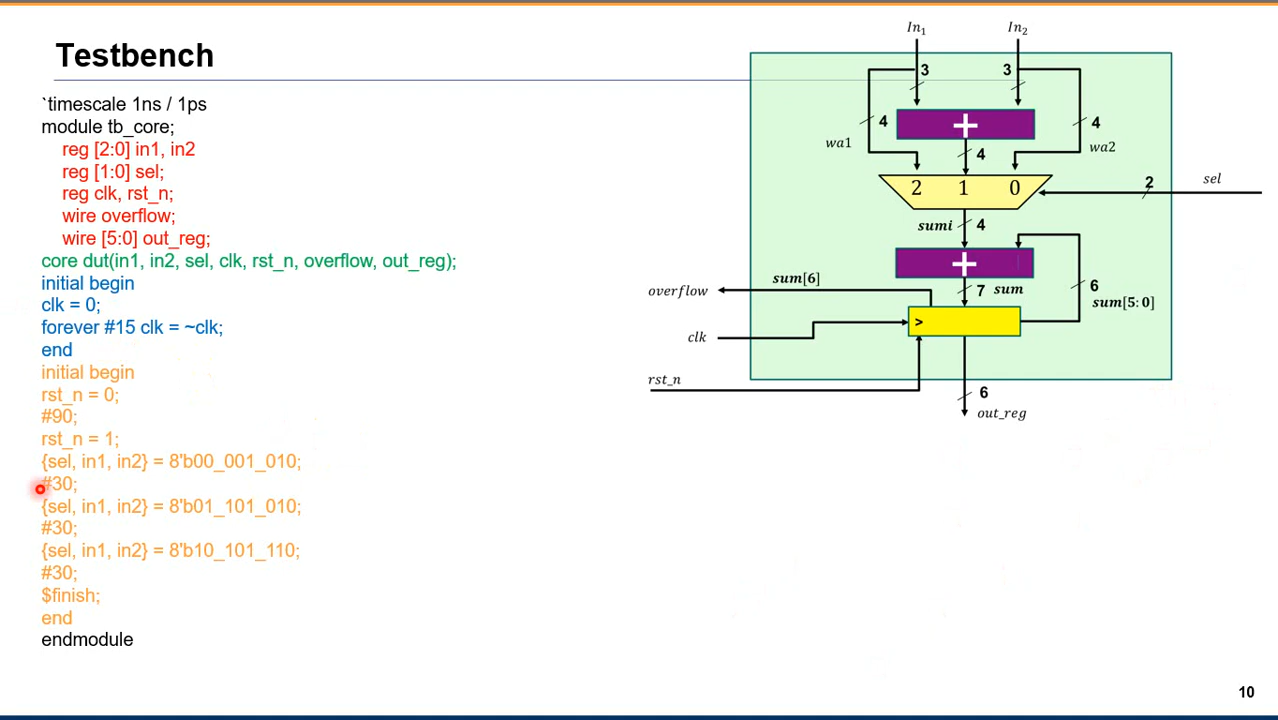 Testbench
`timescale 1ns / 1ps
module tb_core;
reg [2:0] in1, in2
reg [1:0] sel;
reg clk, rst_n;
wire overflow;
wire [5:0] out_reg;
core dut(in1, in2, sel, clk, rst_n, overflow, out_reg);
initial begin
clk = 0;
forever #15 clk = ~clk;
end
initial begin
rst_n = 0;
#90;
rst_n = 1;
{sel, in1, in2} = 8'b00_001_010;
#30;
{sel, in1, in2} = 8'b01_101_010;
#30;
{sel, in1, in2} = 8'b10_101_110;
#30;
$finish;
end
endmodule
In1 In2
3 3
+
4 4
wa1 wa2
4
2 1 0
2 sel
sumi 4
+
sum[6] 7 sum 6
overflow sum[5:0]
>
clk
rst_n
6
out_reg
10